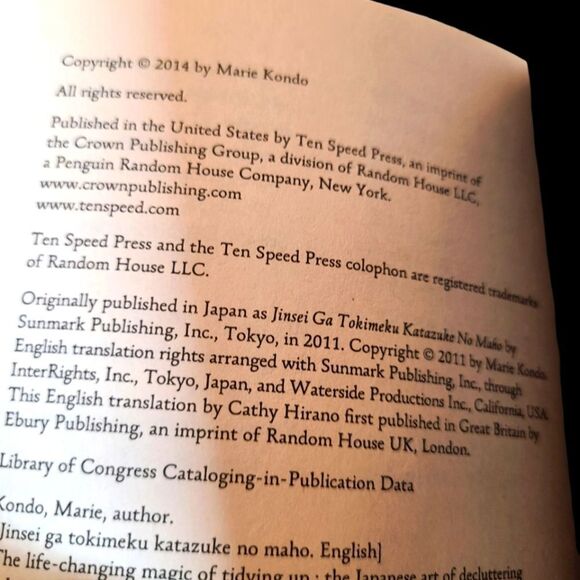 Copyright © 2014 by Marie Kondo
All rights reserved.
Published in the United States by Ten Speed Press, an imprint of
the Crown Publishing Group, a division of Random House LLC,
a Penguin Random House Company, New York.
www.crownpublishing.com
www.tenspeed.com
Ten Speed Press and the Ten Speed Press colophon are registered trademarks
of Random House LLC.
Originally published in Japan as Jinsei Ga Tokimeku Katazuke No Maho by
Sunmark Publishing, Inc., Tokyo, in 2011. Copyright © 2011 by Marie Kondo.
English translation rights arranged with Sunmark Publishing, Inc., through
InterRights, Inc., Tokyo, Japan, and Waterside Productions Inc., California, USA.
This English translation by Cathy Hirano first published in Great Britain by
Ebury Publishing, an imprint of Random House UK, London.
Library of Congress Cataloging-in-Publication Data
Kondo, Marie, author.
Jinsei ga tokimeku katazuke no maho. English]
The life-changing magic of tidying up : the Japanese art of decluttering